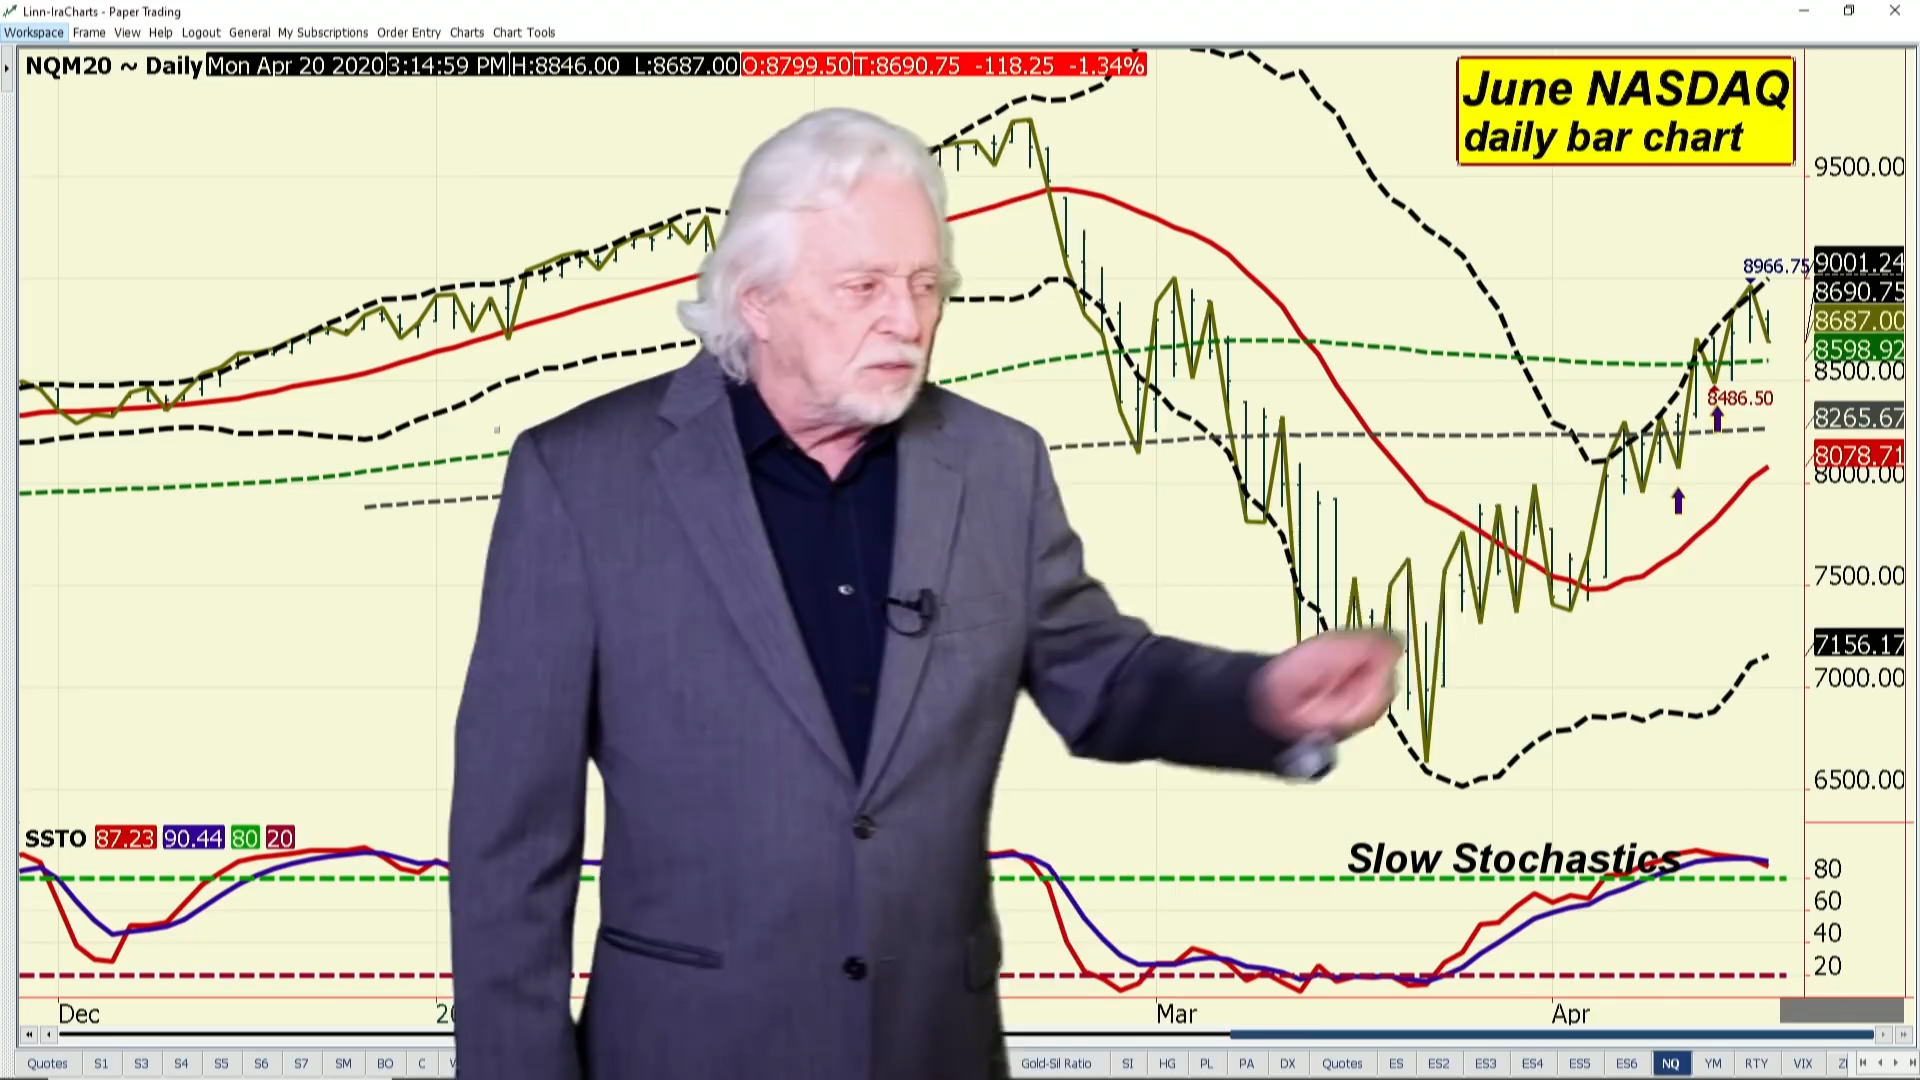 Linn-IraCharts - Paper Trading
Workspace Frame View Help Logout General My Subscriptions Order Entry Charts Chart Tools
NQM20 ~ Daily Mon Apr 20 2020 3:14:59 PM H:8846.00 L:8687.00 O:8799.50 T:8690.75 -118.25 -1.34%
June NASDAQ
daily bar chart
9500.00
8966.75
9001.24
8690.75
8687.00
8598.92
8500.00
8486.50
8265.67
8078.71
8000.00
7500.00
7156.17
7000.00
6500.00
SSTO 87.23 90.44 80 20
Slow Stochastics
80
60
40
20
Dec Mar Apr
Quotes S1 S3 S4 S5 S6 S7 SM BO C Gold-Sil Ratio SI HG PL PA DX Quotes ES ES2 ES3 ES4 ES5 ES6 NQ YM RTY VIX